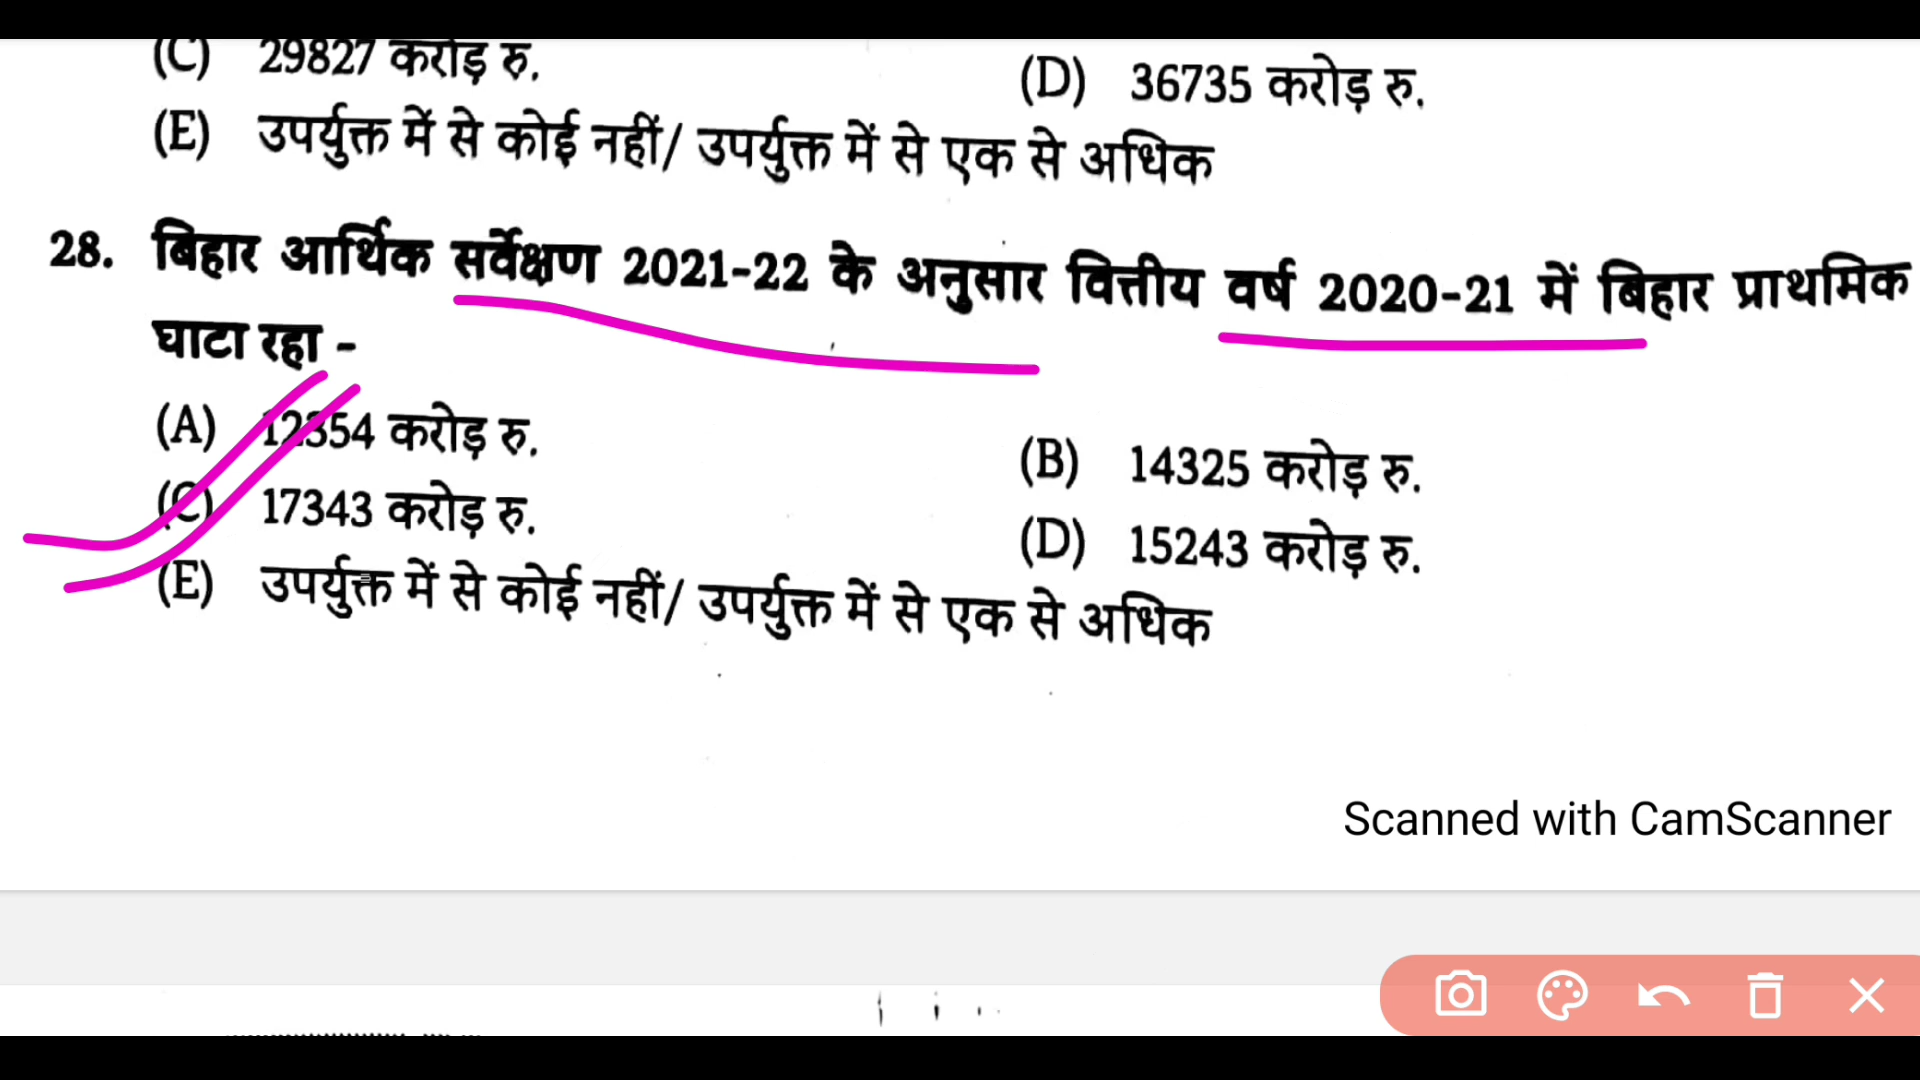 (C) 29827 करोड़ रु.
(D) 36735 करोड़ रु.
(E) उपर्युक्त में से कोई नहीं/ उपर्युक्त में से एक से अधिक
28. बिहार आर्थिक सर्वेक्षण 2021-22 के अनुसार वित्तीय वर्ष 2020-21 में बिहार प्राथमिक
घाटा रहा -
(A) 12354 करोड़ रु.
(B) 14325 करोड़ रु.
(C) 17343 करोड़ रु.
(D) 15243 करोड़ रु.
(E) उपर्युक्त में से कोई नहीं/ उपर्युक्त में से एक से अधिक
Scanned with CamScanner